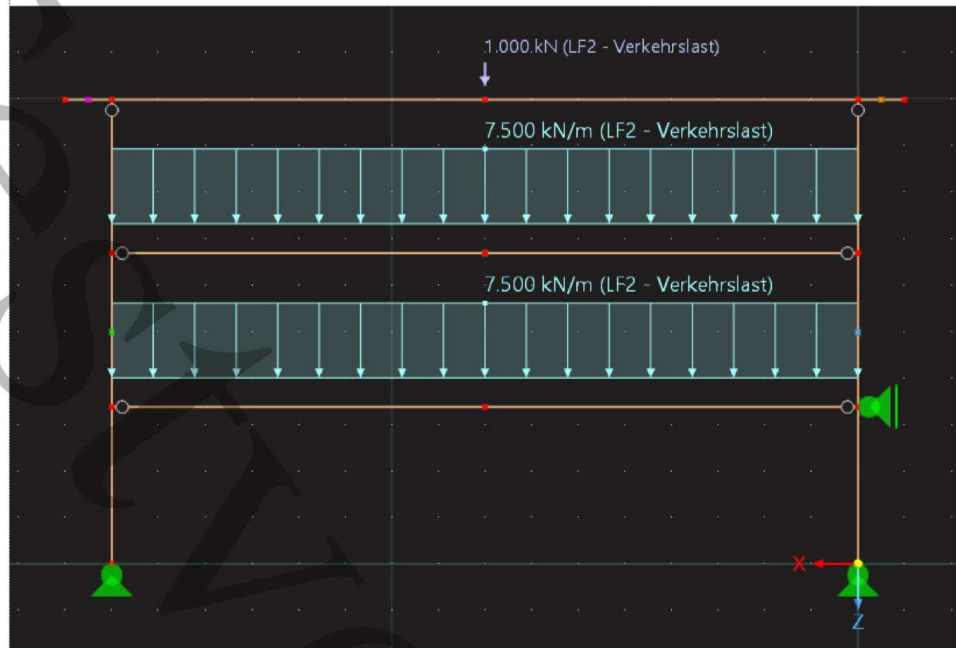 1.000 kN (LF2 - Verkehrslast)
7.500 kN/m (LF2 - Verkehrslast)
7.500 kN/m (LF2 - Verkehrslast)
X
Z